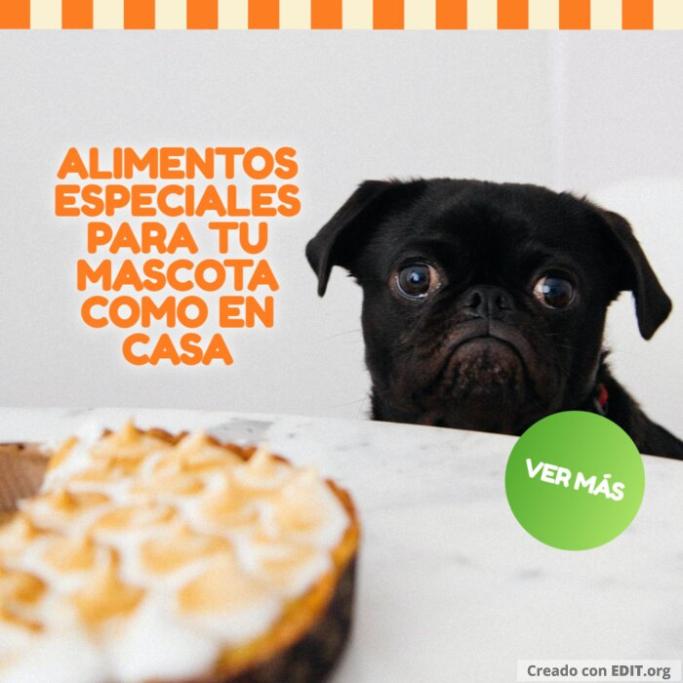 ALIMENTOS
ESPECIALES
PARA TU
MASCOTA
COMO EN
CASA
VER MÁS
Creado con EDIT.org